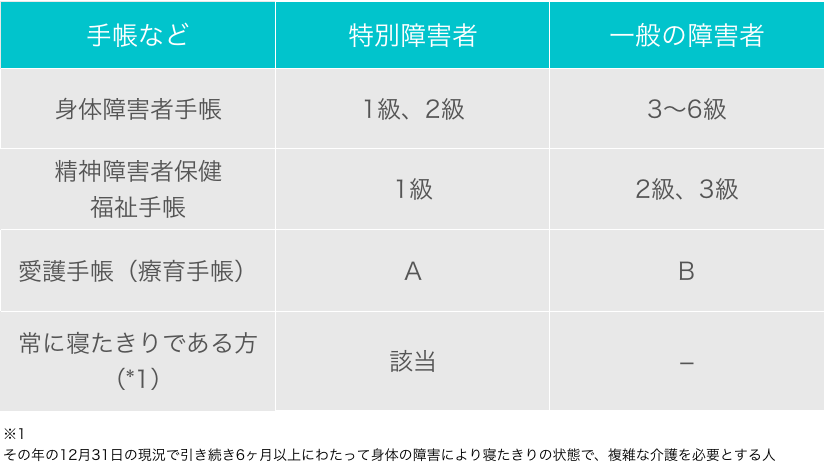 手帳など 特別障害者 一般の障害者
身体障害者手帳 1級、2級 3〜6級
精神障害者保健
福祉手帳 1級 2級、3級
愛護手帳（療育手帳） A B
常に寝たきりである方
（*1） 該当 –
※1
その年の12月31日の現況で引き続き6ヶ月以上にわたって身体の障害により寝たきりの状態で、複雑な介護を必要とする人